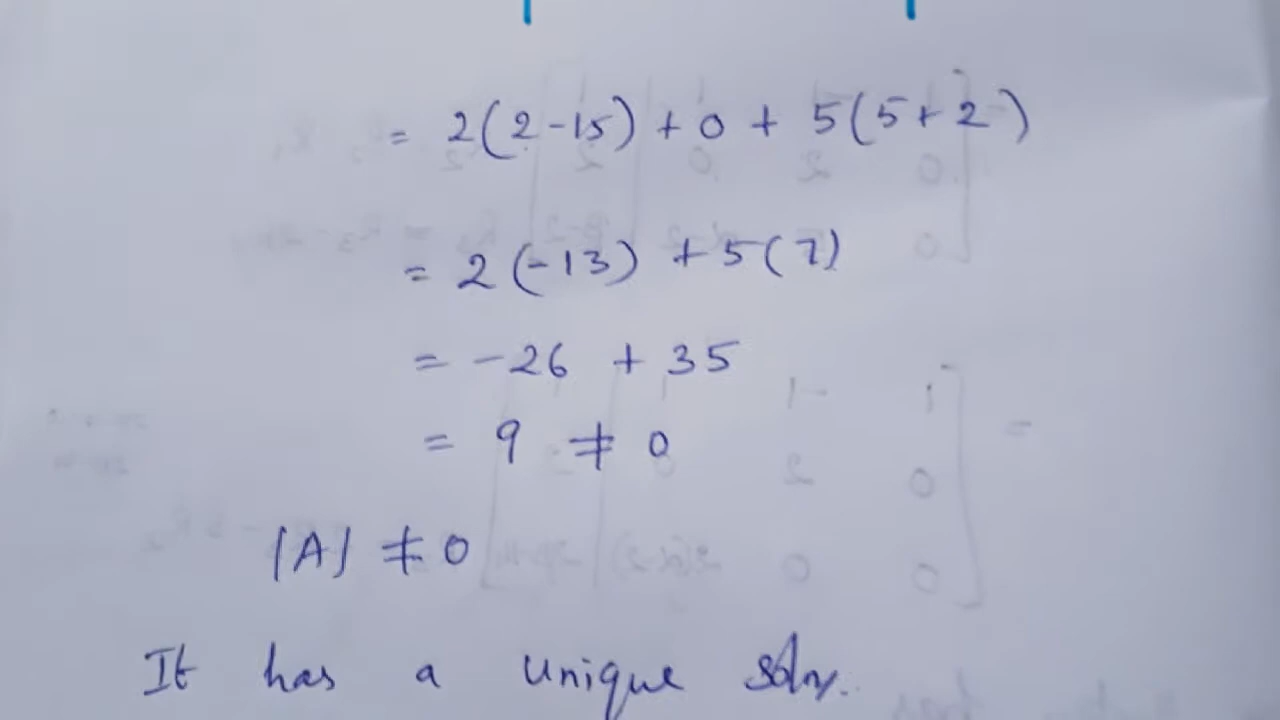 = 2(2-15) + 0 + 5(5+2)
= 2(-13) + 5(7)
= -26 + 35
= 9 ≠ 0
|A| ≠ 0
It has a unique soln.